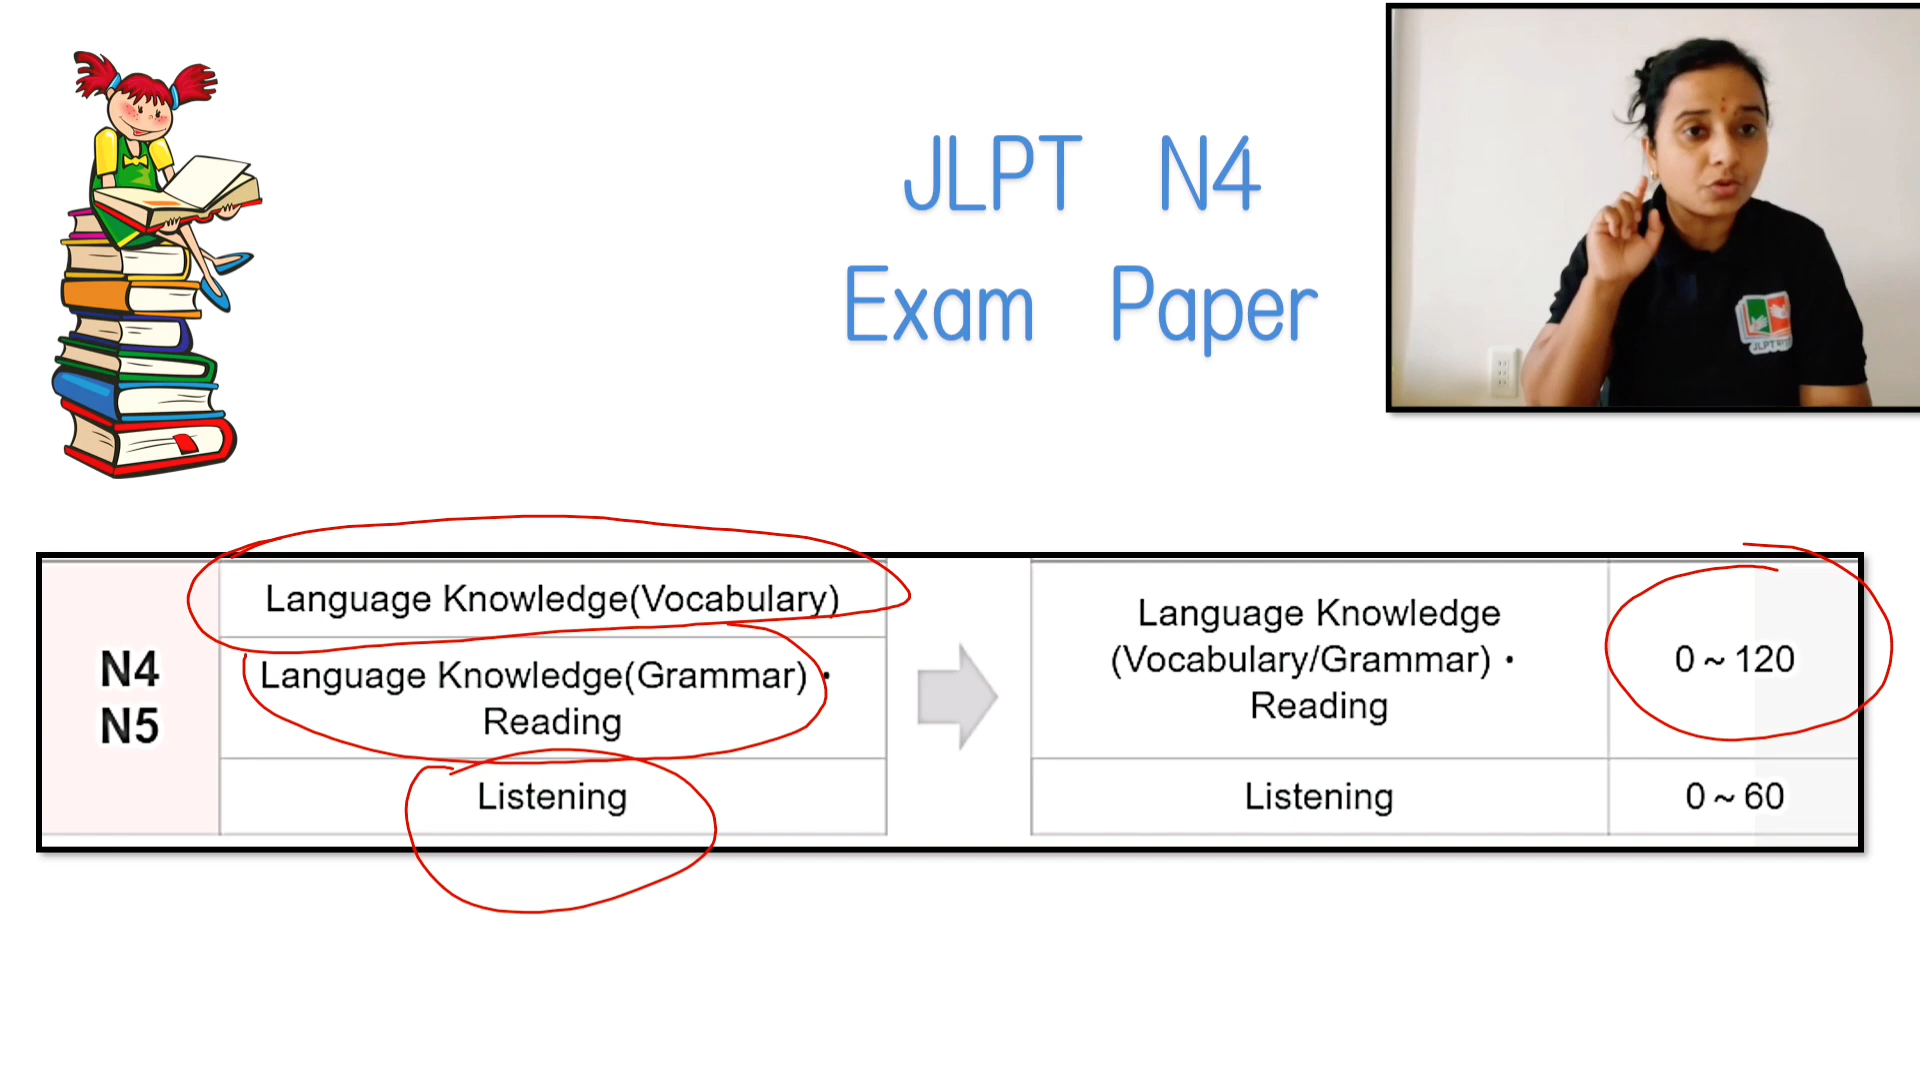 JLPT N4
Exam Paper
N4
N5
Language Knowledge(Vocabulary)
Language Knowledge(Grammar)・
Reading
Listening
Language Knowledge
(Vocabulary/Grammar)・
Reading
0 ~ 120
Listening
0 ~ 60
JLPT